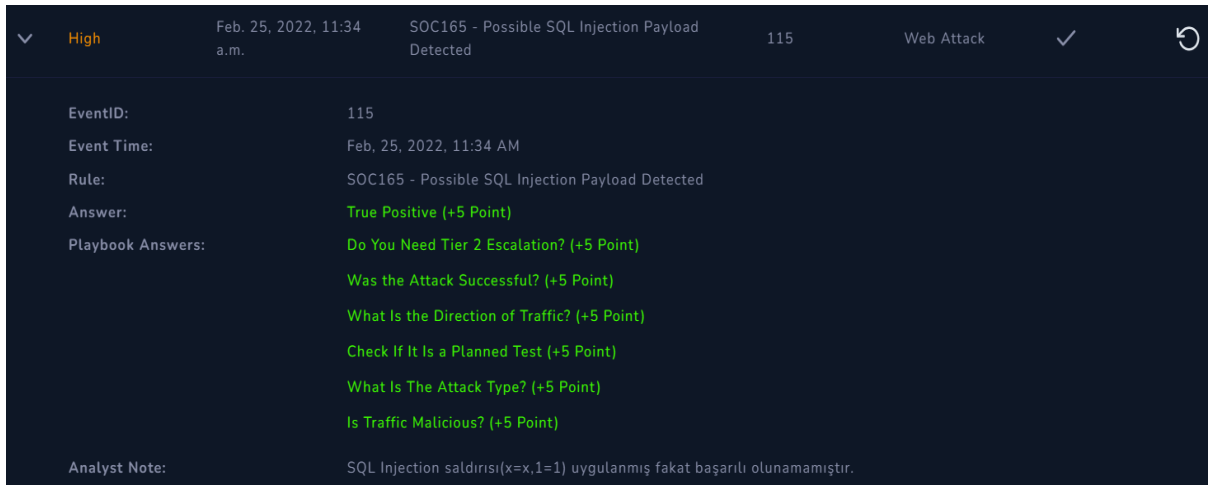 High
Feb. 25, 2022, 11:34
a.m.
SOC165 - Possible SQL Injection Payload
Detected
115
Web Attack
EventID:
115
Event Time:
Feb, 25, 2022, 11:34 AM
Rule:
SOC165 - Possible SQL Injection Payload Detected
Answer:
True Positive (+5 Point)
Playbook Answers:
Do You Need Tier 2 Escalation? (+5 Point)
Was the Attack Successful? (+5 Point)
What Is the Direction of Traffic? (+5 Point)
Check If It Is a Planned Test (+5 Point)
What Is The Attack Type? (+5 Point)
Is Traffic Malicious? (+5 Point)
Analyst Note:
SQL Injection saldırısı(x=x,1=1) uygulanmış fakat başarılı olunamamıştır.